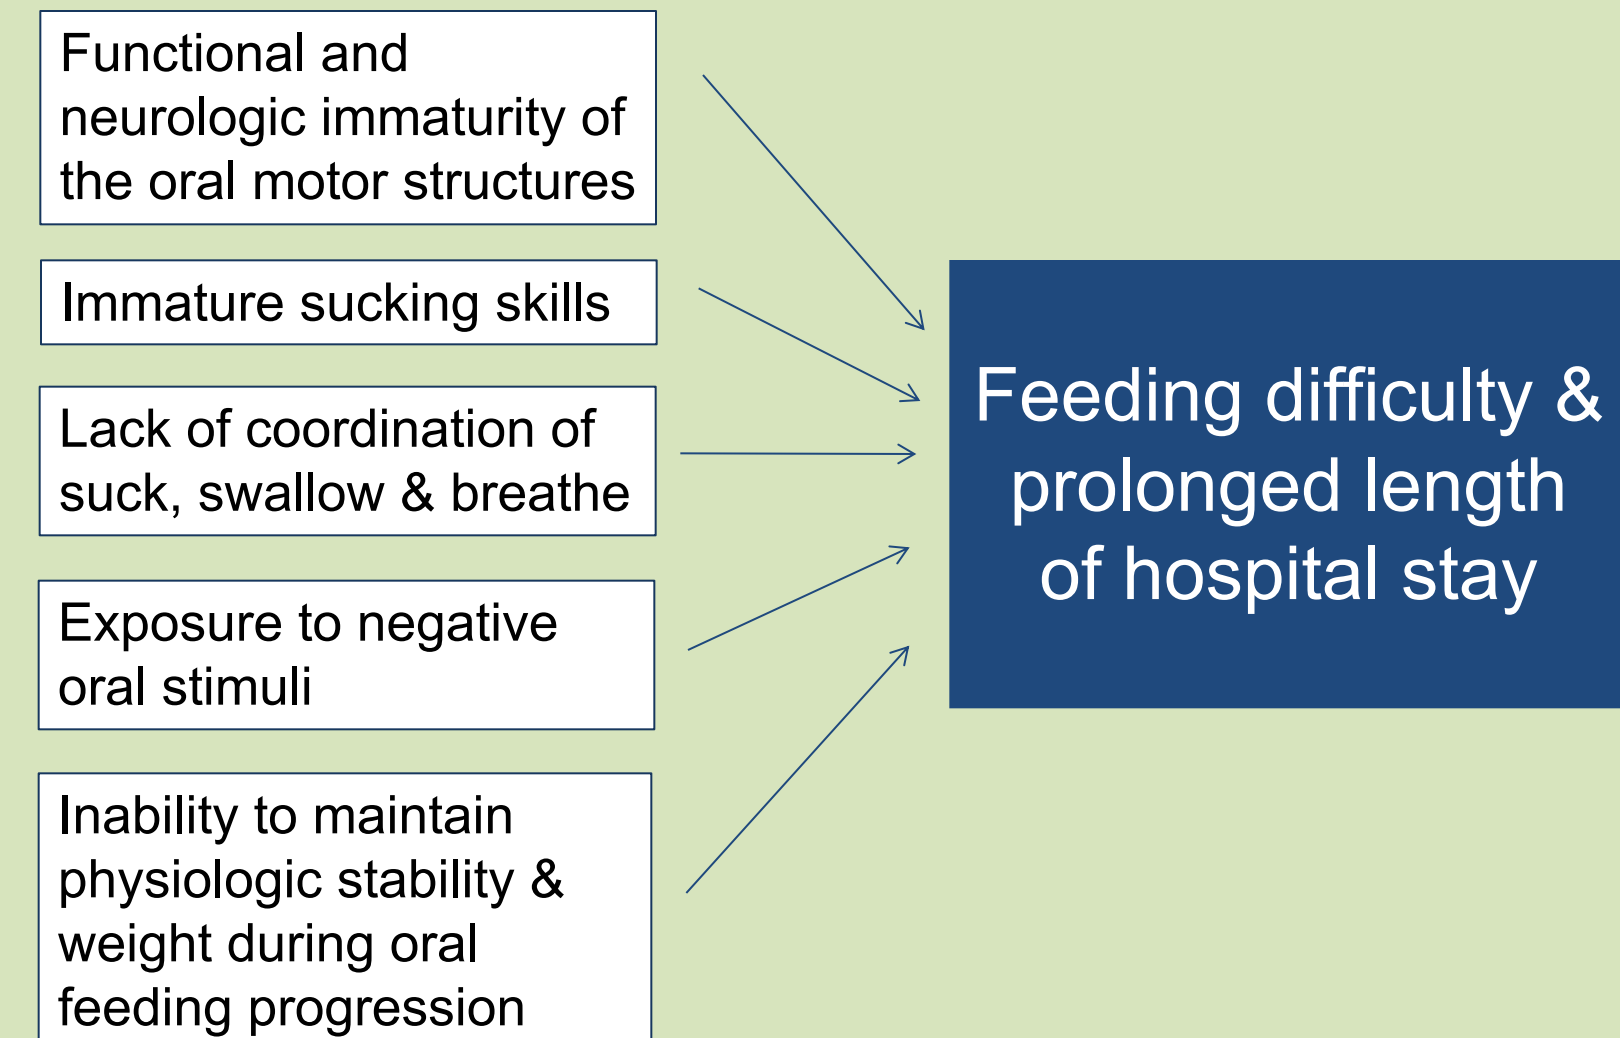 Functional and
neurologic immaturity of
the oral motor structures
Immature sucking skills
Lack of coordination of
suck, swallow & breathe
Exposure to negative
oral stimuli
Inability to maintain
physiologic stability &
weight during oral
feeding progression
Feeding difficulty &
prolonged length
of hospital stay